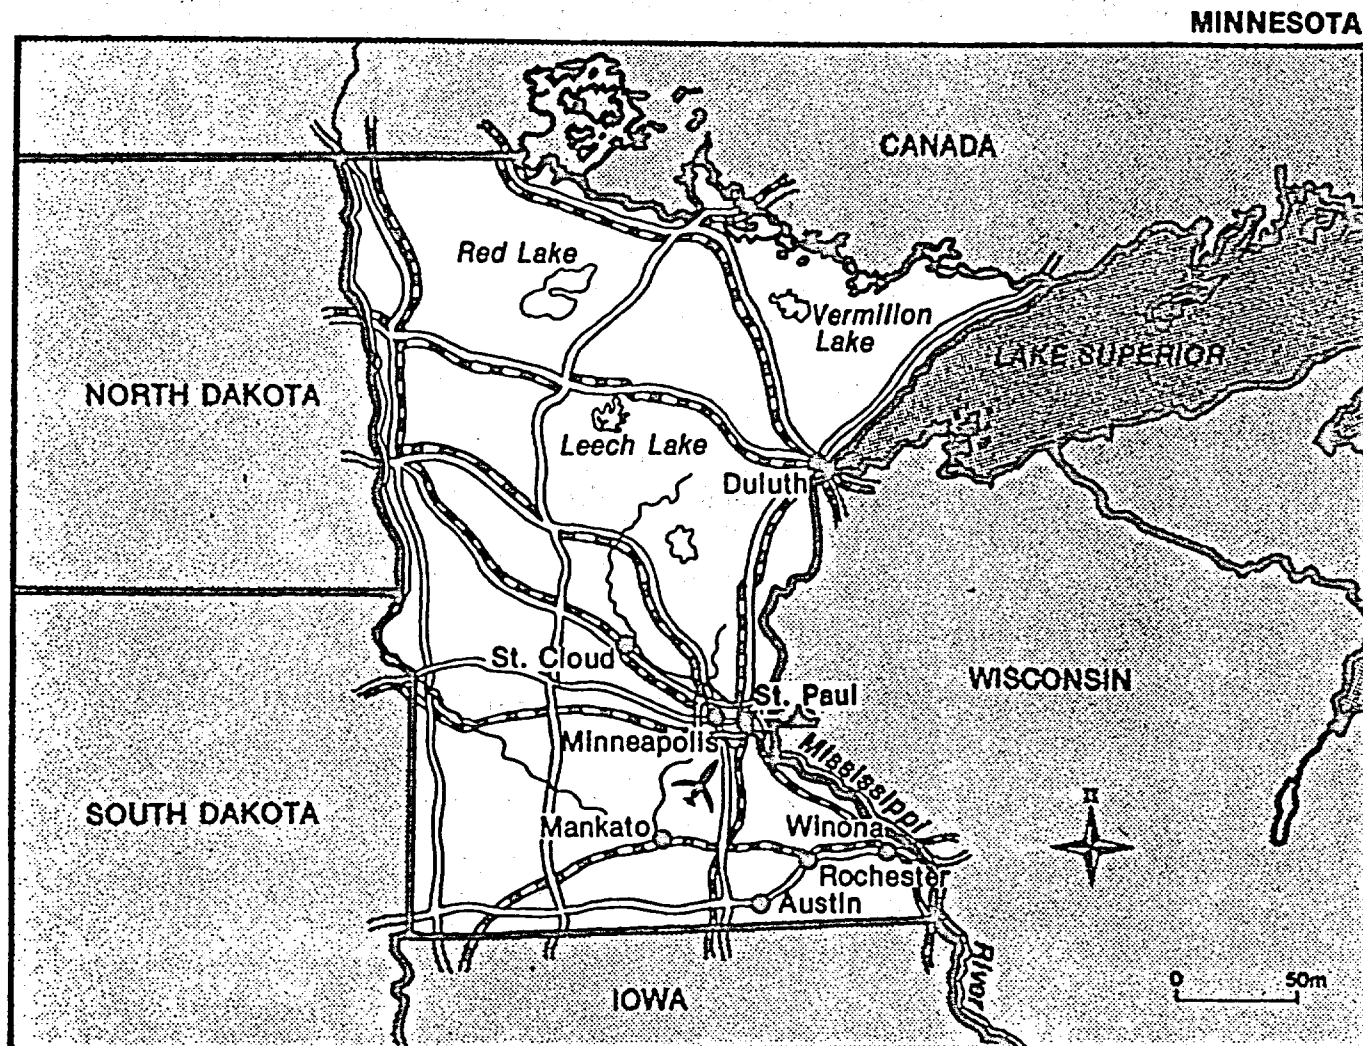 MINNESOTA
CANADA
Red Lake
Vermilion
Lake
LAKE SUPERIOR
NORTH DAKOTA
Leech Lake
Duluth
St. Cloud
WISCONSIN
St. Paul
Minneapolis
Mississippi
SOUTH DAKOTA
Mankato
Winona
Rochester
Austin
River
0 50m
IOWA